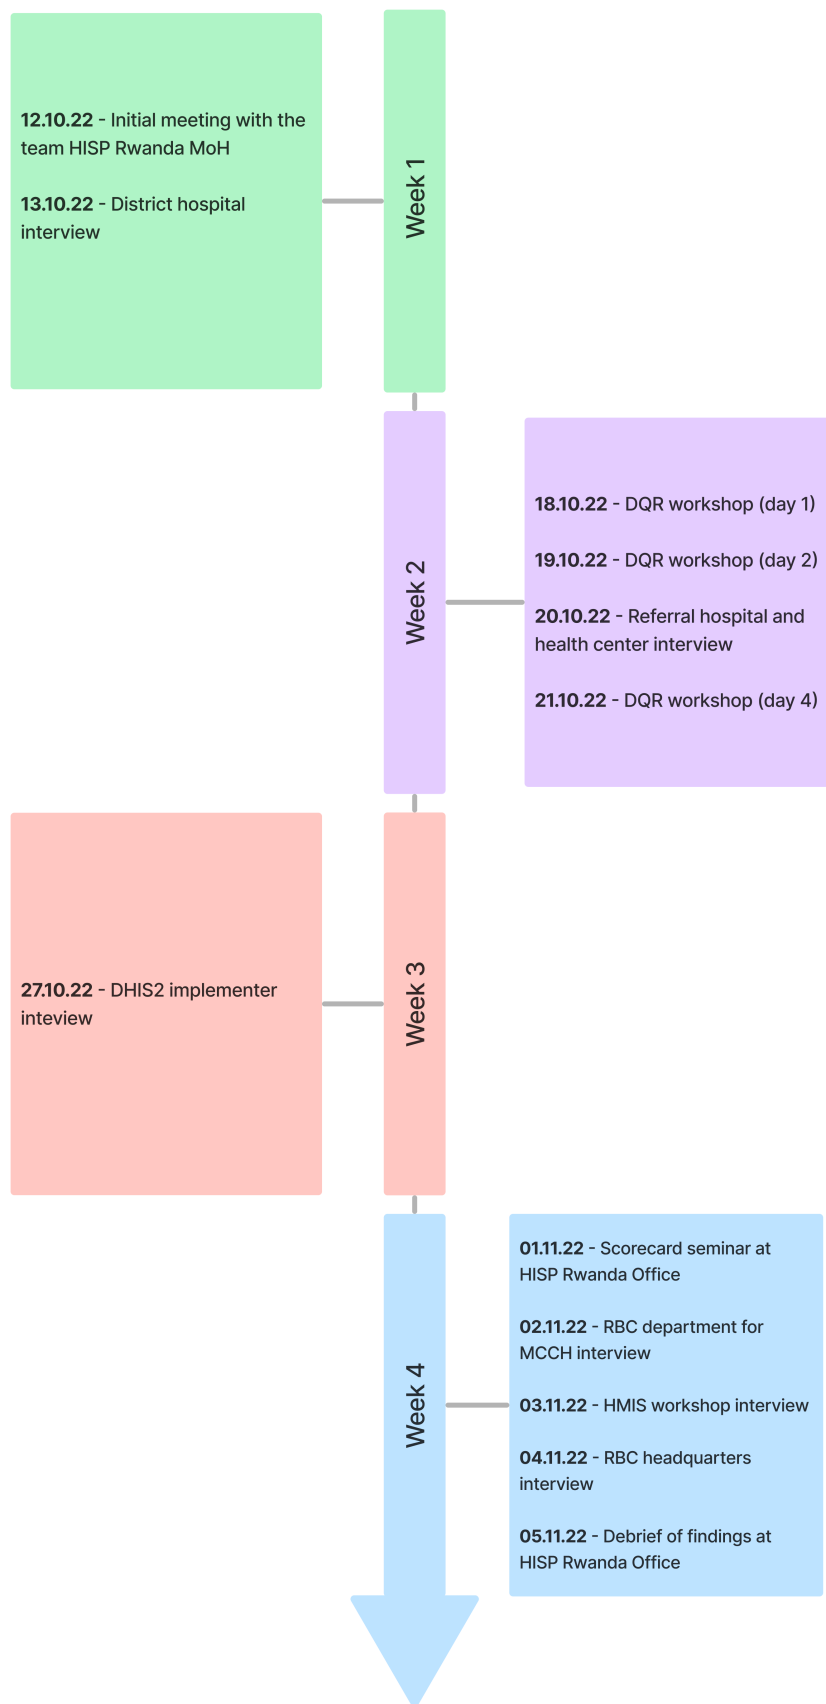 12.10.22 - Initial meeting with the
team HISP Rwanda MoH
13.10.22 - District hospital
interview
Week 1
Week 2
18.10.22 - DQR workshop (day 1)
19.10.22 - DQR workshop (day 2)
20.10.22 - Referral hospital and
health center interview
21.10.22 - DQR workshop (day 4)
27.10.22 - DHIS2 implementer
inteview
Week 3
Week 4
01.11.22 - Scorecard seminar at
HISP Rwanda Office
02.11.22 - RBC department for
MCCH interview
03.11.22 - HMIS workshop interview
04.11.22 - RBC headquarters
interview
05.11.22 - Debrief of findings at
HISP Rwanda Office